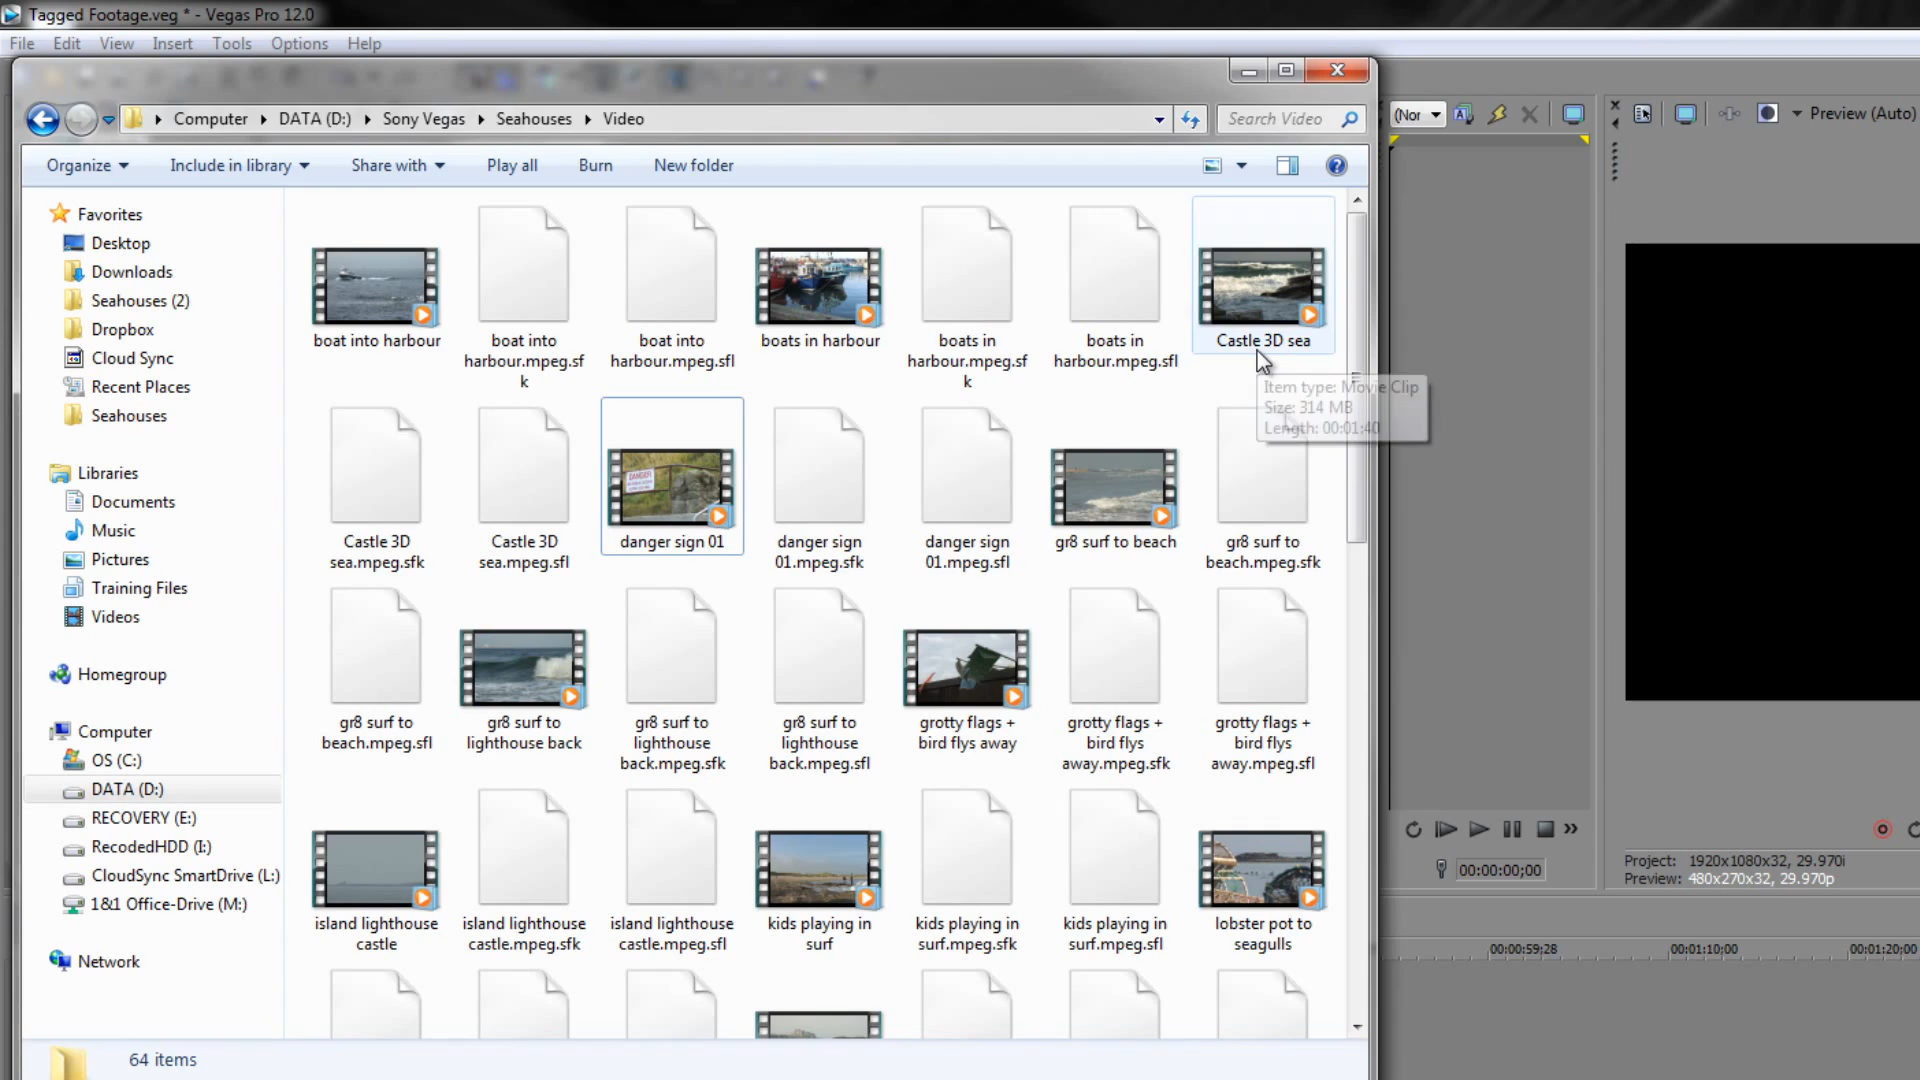 Tagged Footage.veg * - Vegas Pro 12.0
File Edit View Insert Tools Options Help
Computer DATA (D:) Sony Vegas Seahouses Video
Search Video
(Nor
Preview (Auto)
Organize Include in library Share with Play all Burn New folder
Favorites
Desktop
Downloads
Seahouses (2)
Dropbox
Cloud Sync
Recent Places
Seahouses
Libraries
Documents
Music
Pictures
Training Files
Videos
Homegroup
Computer
OS (C:)
DATA (D:)
RECOVERY (E:)
RecodedHDD (I:)
CloudSync SmartDrive (L:)
1&1 Office-Drive (M:)
Network
boat into harbour
boat into
harbour.mpeg.sf
k
boat into
harbour.mpeg.sfl
boats in harbour
boats in
harbour.mpeg.sf
k
boats in
harbour.mpeg.sfl
Castle 3D sea
Item type: Movie Clip
Size: 314 MB
Length: 00:01:40
Castle 3D
sea.mpeg.sfk
Castle 3D
sea.mpeg.sfl
DANGER
danger sign 01
danger sign
01.mpeg.sfk
danger sign
01.mpeg.sfl
gr8 surf to beach
gr8 surf to
beach.mpeg.sfk
gr8 surf to
beach.mpeg.sfl
gr8 surf to
lighthouse back
gr8 surf to
lighthouse
back.mpeg.sfk
gr8 surf to
lighthouse
back.mpeg.sfl
grotty flags +
bird flys away
grotty flags +
bird flys
away.mpeg.sfk
grotty flags +
bird flys
away.mpeg.sfl
island lighthouse
castle
island lighthouse
castle.mpeg.sfk
island lighthouse
castle.mpeg.sfl
kids playing in
surf
kids playing in
surf.mpeg.sfk
kids playing in
surf.mpeg.sfl
lobster pot to
seagulls
64 items
00:00:00;00
Project: 1920x1080x32, 29.970i
Preview: 480x270x32, 29.970p
00:00:59;28
00:01:10;00
00:01:20;00